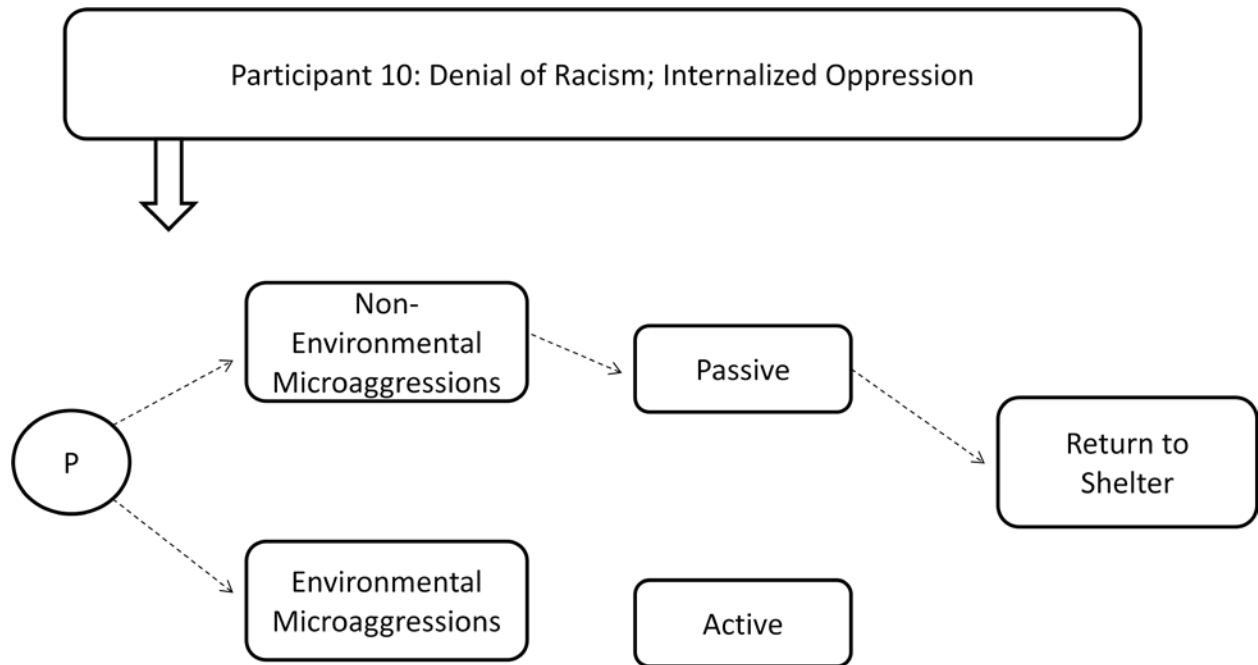 Participant 10: Denial of Racism; Internalized Oppression
Non-
Environmental
Microaggressions
Passive
P
Return to
Shelter
Environmental
Microaggressions
Active